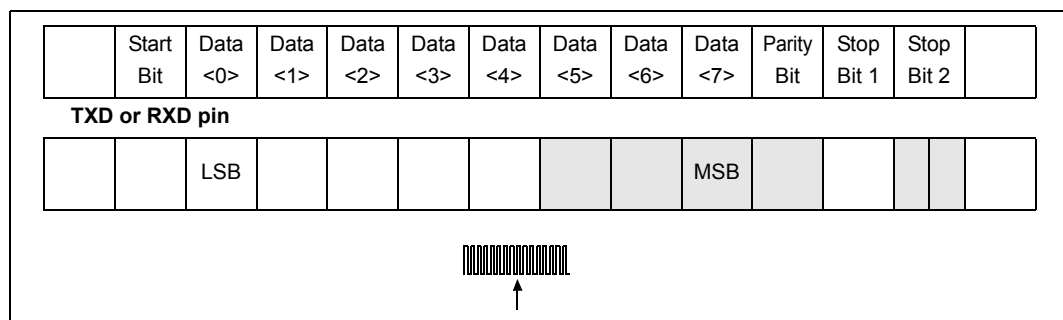 Start Data Data Data Data Data Data Data Data Parity Stop Stop
Bit <0> <1> <2> <3> <4> <5> <6> <7> Bit Bit 1 Bit 2
TXD or RXD pin
LSB MSB